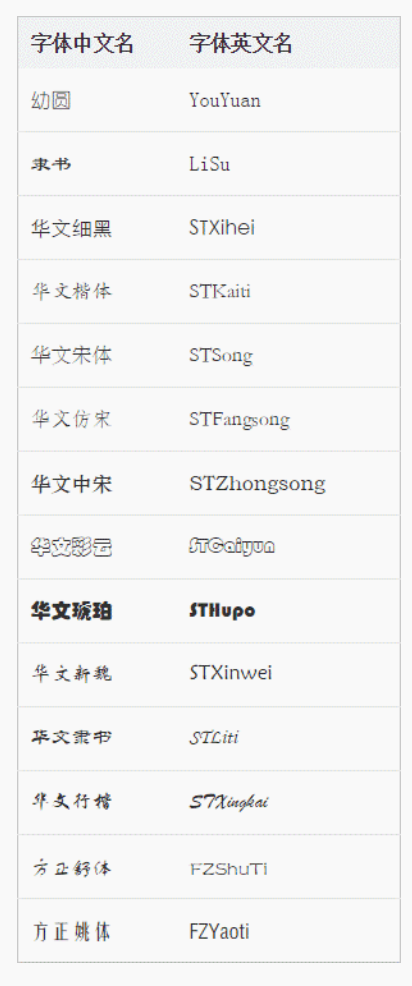 字体中文名 字体英文名
幼圆 YouYuan
隶书 LiSu
华文细黑 STXihei
华文楷体 STKaiti
华文宋体 STSong
华文仿宋 STFangsong
华文中宋 STZhongsong
华文彩云 STCaiyun
华文琥珀 STHupo
华文新魏 STXinwei
华文隶书 STLiti
华文行楷 STXingkai
方正舒体 FZShuTi
方正姚体 FZYaoti